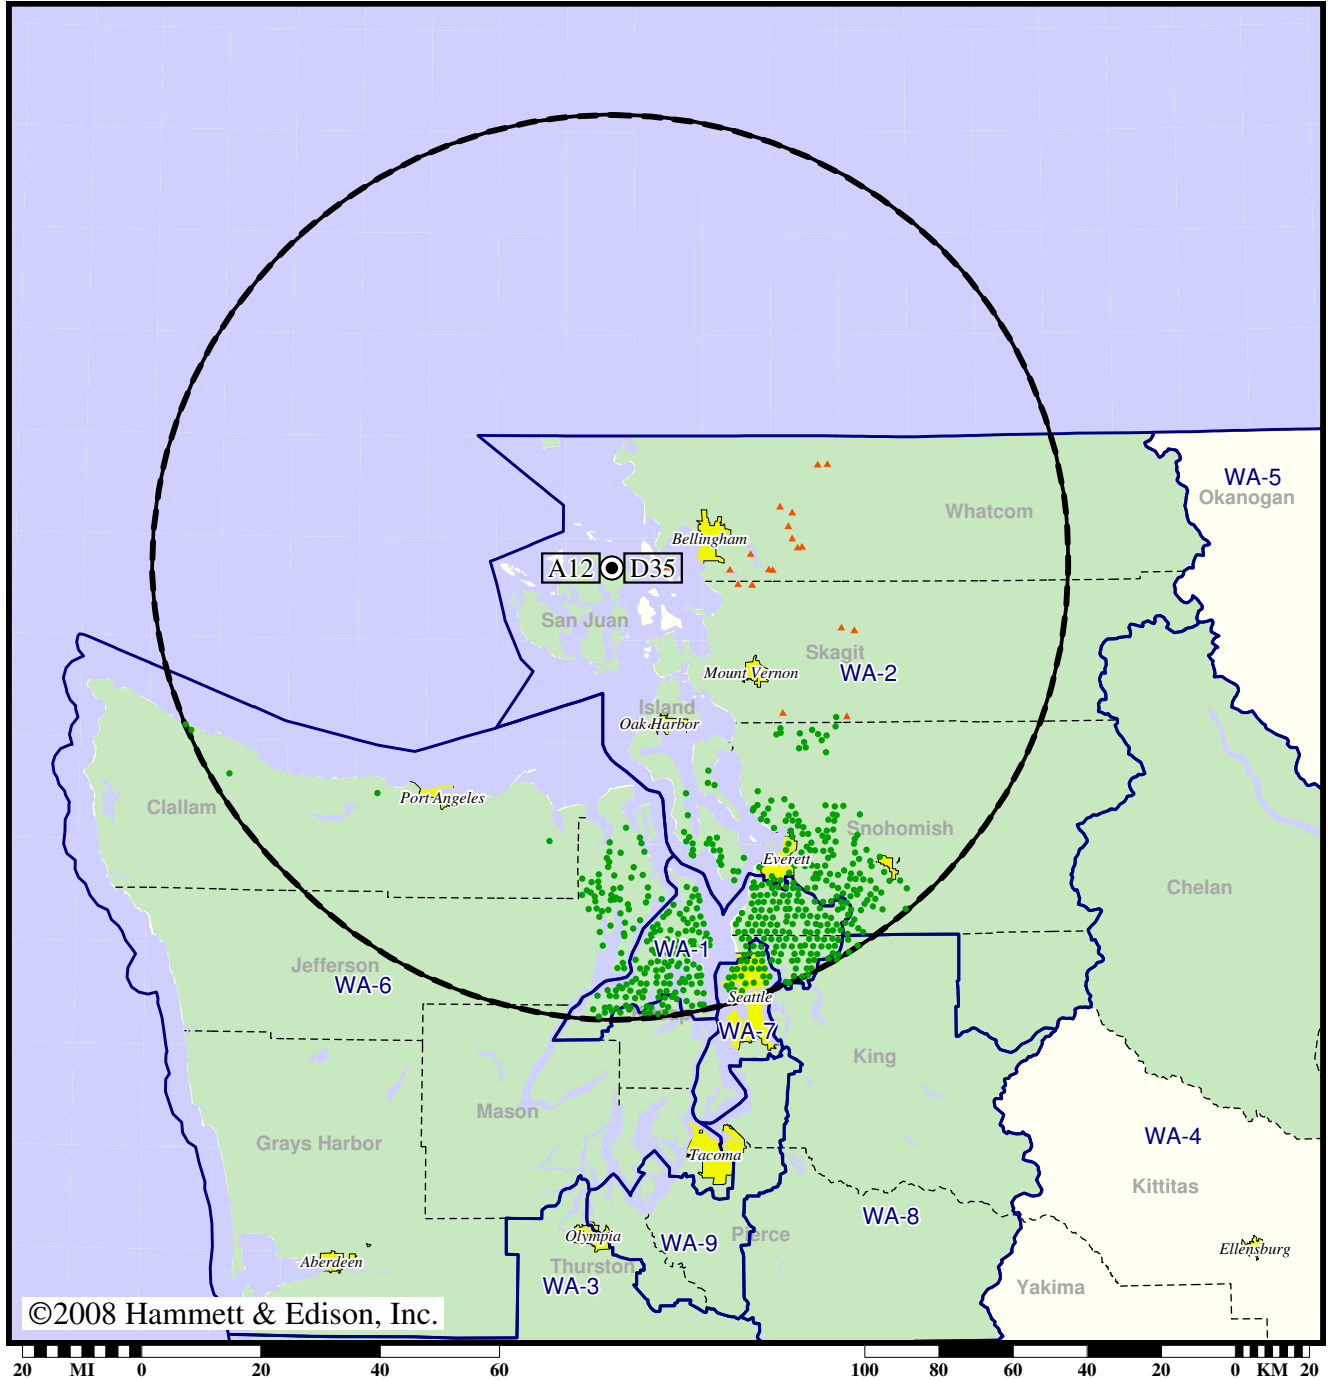 WA-5
Okanogan
Whatcom
Bellingham
A12 D35
San Juan
Skagit
WA-2
Mount Vernon
Island
Oak Harbor
Port Angeles
Clallam
Snohomish
Everett
Chelan
WA-1
Jefferson
WA-6
Seattle
WA-7
King
Mason
Grays Harbor
WA-4
Tacoma
Kittitas
WA-8
Olympia
Pierce
WA-9
Ellensburg
Aberdeen
Thurston
WA-3
Yakima
©2008 Hammett & Edison, Inc.
20 MI 0 20 40 60 100 80 60 40 20 0 KM 20